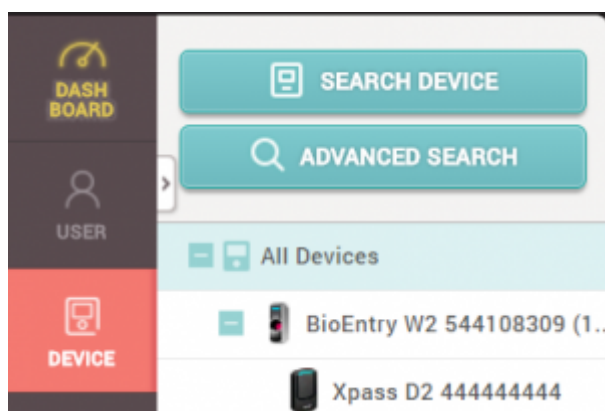 DASH
BOARD
USER
DEVICE
SEARCH DEVICE
ADVANCED SEARCH
All Devices
BioEntry W2 544108309 (1...
Xpass D2 444444444